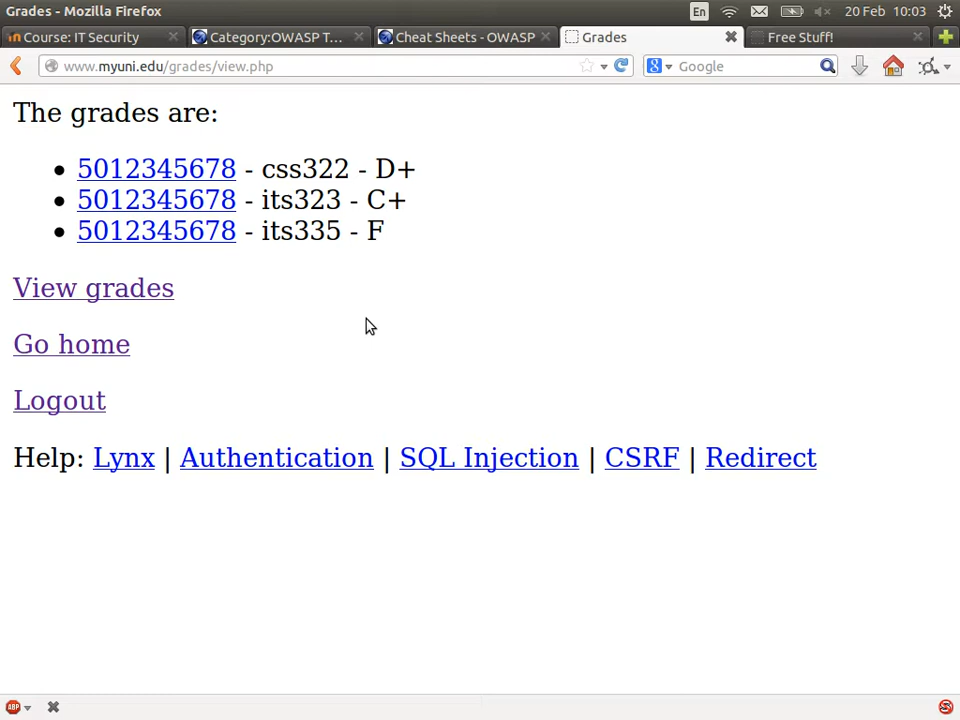 Grades - Mozilla Firefox
En
20 Feb 10:03
Course: IT Security
Category:OWASP T...
Cheat Sheets - OWASP
Grades
Free Stuff!
www.myuni.edu/grades/view.php
Google
The grades are:
• 5012345678 - css322 - D+
• 5012345678 - its323 - C+
• 5012345678 - its335 - F
View grades
Go home
Logout
Help: Lynx | Authentication | SQL Injection | CSRF | Redirect
ABP